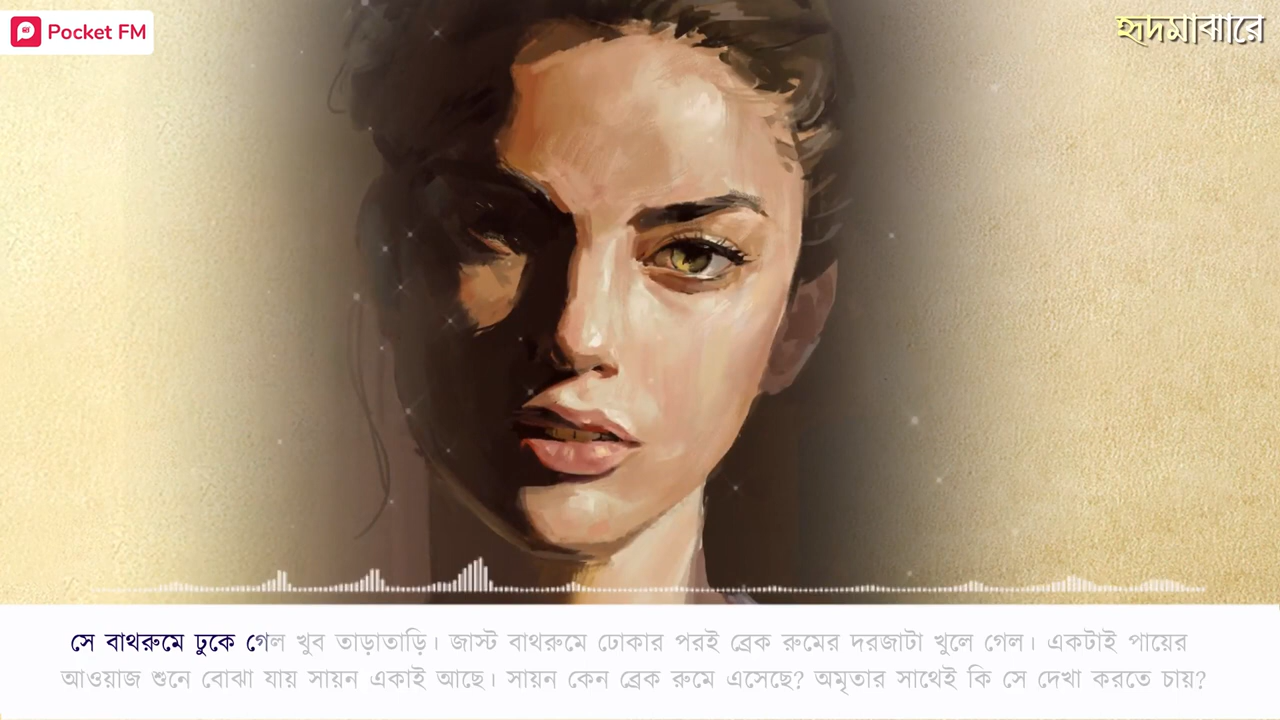 Pocket FM
হৃদমাঝারে
সে বাথরুমে ঢুকে গেল খুব তাড়াতাড়ি। জাস্ট বাথরুমে ঢোকার পরই ব্রেক রুমের দরজাটা খুলে গেল। একটাই পায়ের
আওয়াজ শুনে বোঝা যায় সায়ন একাই আছে। সায়ন কেন ব্রেক রুমে এসেছে? অমৃতার সাথেই কি সে দেখা করতে চায়?